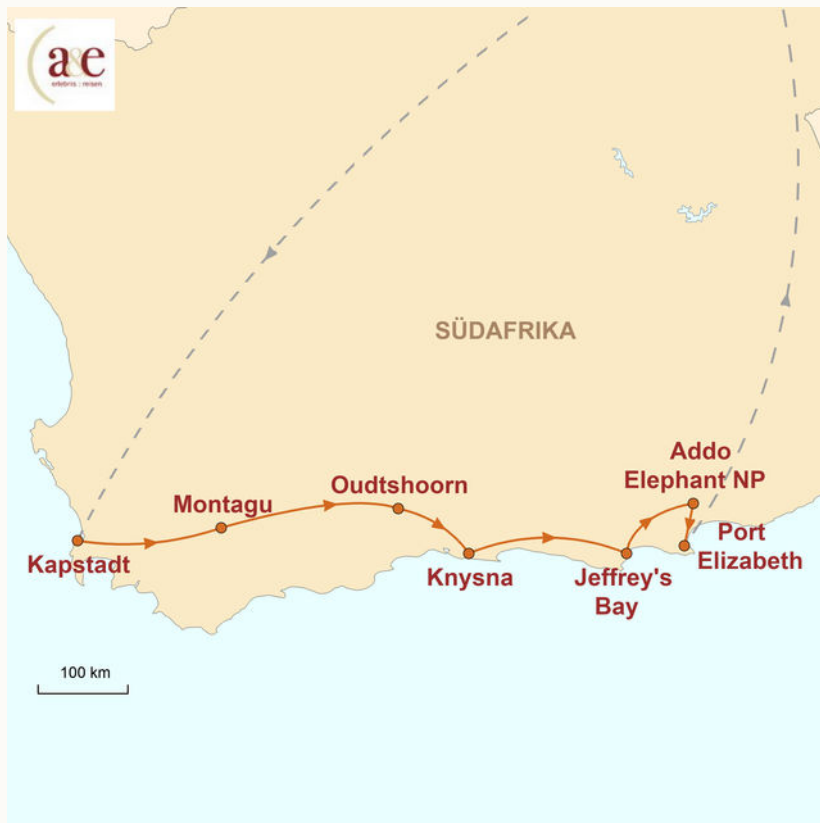 a&e
erlebnis : reisen
SÜDAFRIKA
Addo
Elephant NP
Oudtshoorn
Montagu
Port
Elizabeth
Kapstadt
Knysna
Jeffrey's
Bay
100 km